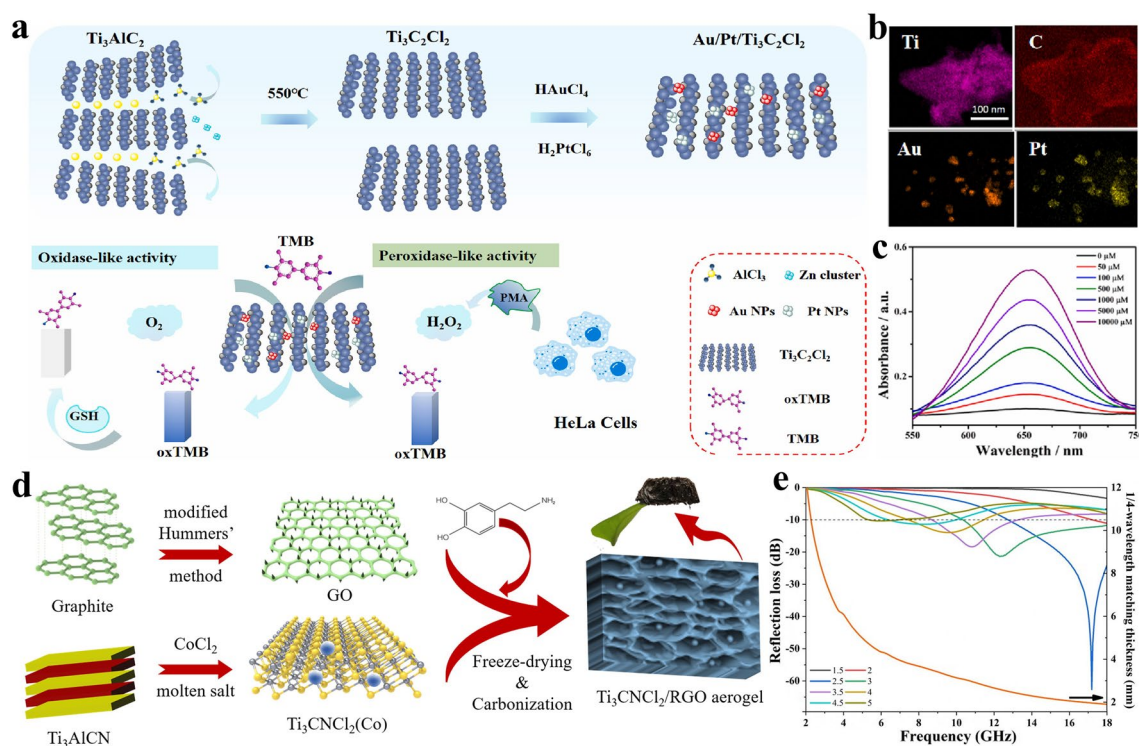 a
Ti₃AlC₂
Ti₃C₂Cl₂
Au/Pt/Ti₃C₂Cl₂
550°C
HAuCl₄
H₂PtCl₆
Oxidase-like activity
TMB
Peroxidase-like activity
O₂
H₂O₂
PMA
GSH
oxTMB
oxTMB
HeLa Cells
AlCl₃
Zn cluster
Au NPs
Pt NPs
Ti₃C₂Cl₂
oxTMB
TMB
b
Ti
C
100 nm
Au
Pt
c
0.6
0.4
0.2
Absorbance / a.u.
0 μM
50 μM
100 μM
500 μM
1000 μM
5000 μM
10000 μM
550
600
650
700
750
Wavelength / nm
d
Graphite
modified
Hummers’
method
GO
HO
HO
NH₂
Ti₃AlCN
CoCl₂
molten salt
Ti₃CNCl₂(Co)
Freeze-drying
&
Carbonization
Ti₃CNCl₂/RGO aerogel
e
0
-10
-20
-30
-40
-50
-60
Reflection loss (dB)
1.5
2
2.5
3
3.5
4
4.5
5
2
4
6
8
10
12
14
16
18
Frequency (GHz)
12
10
8
6
4
2
1/4-wavelength matching thickness (mm)